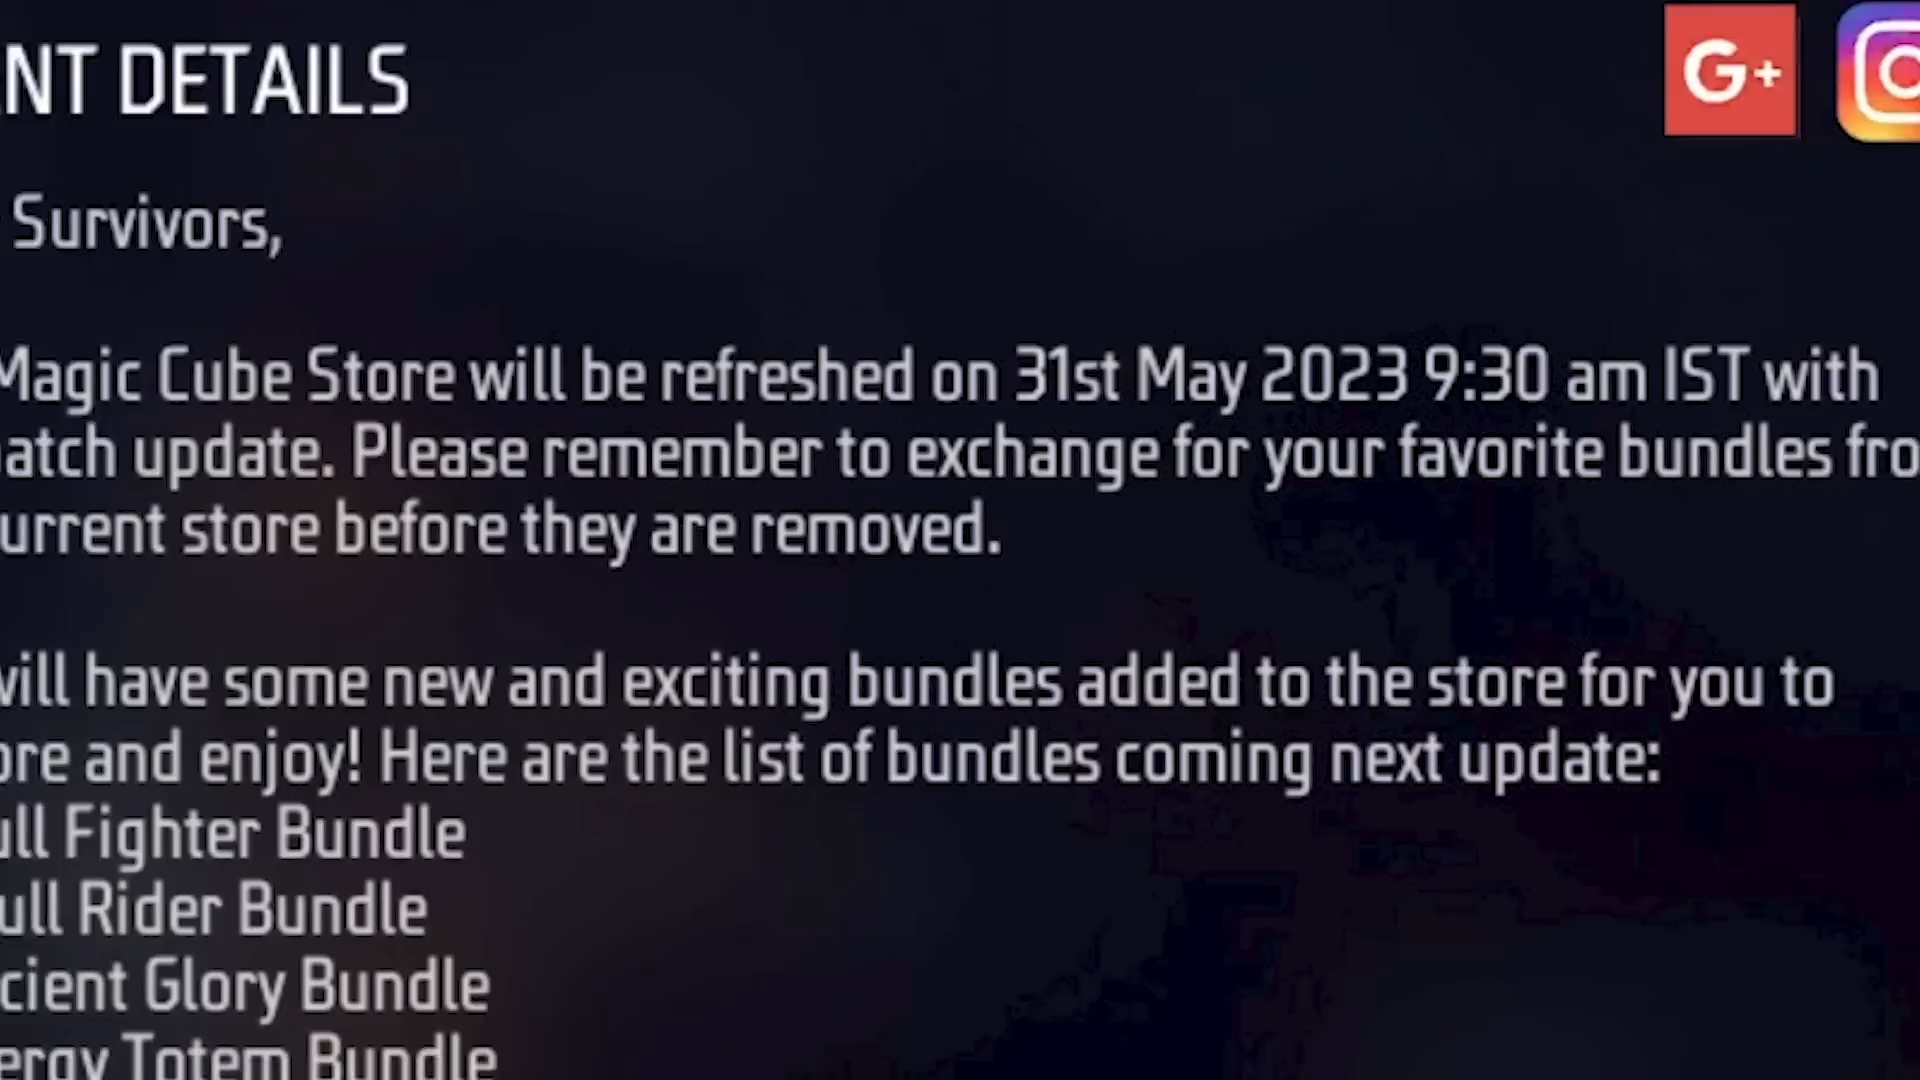 NT DETAILS
G+
Survivors,
Magic Cube Store will be refreshed on 31st May 2023 9:30 am IST with
atch update. Please remember to exchange for your favorite bundles fro
urrent store before they are removed.
will have some new and exciting bundles added to the store for you to
ore and enjoy! Here are the list of bundles coming next update:
ull Fighter Bundle
ull Rider Bundle
cient Glory Bundle
ergy Totem Bundle